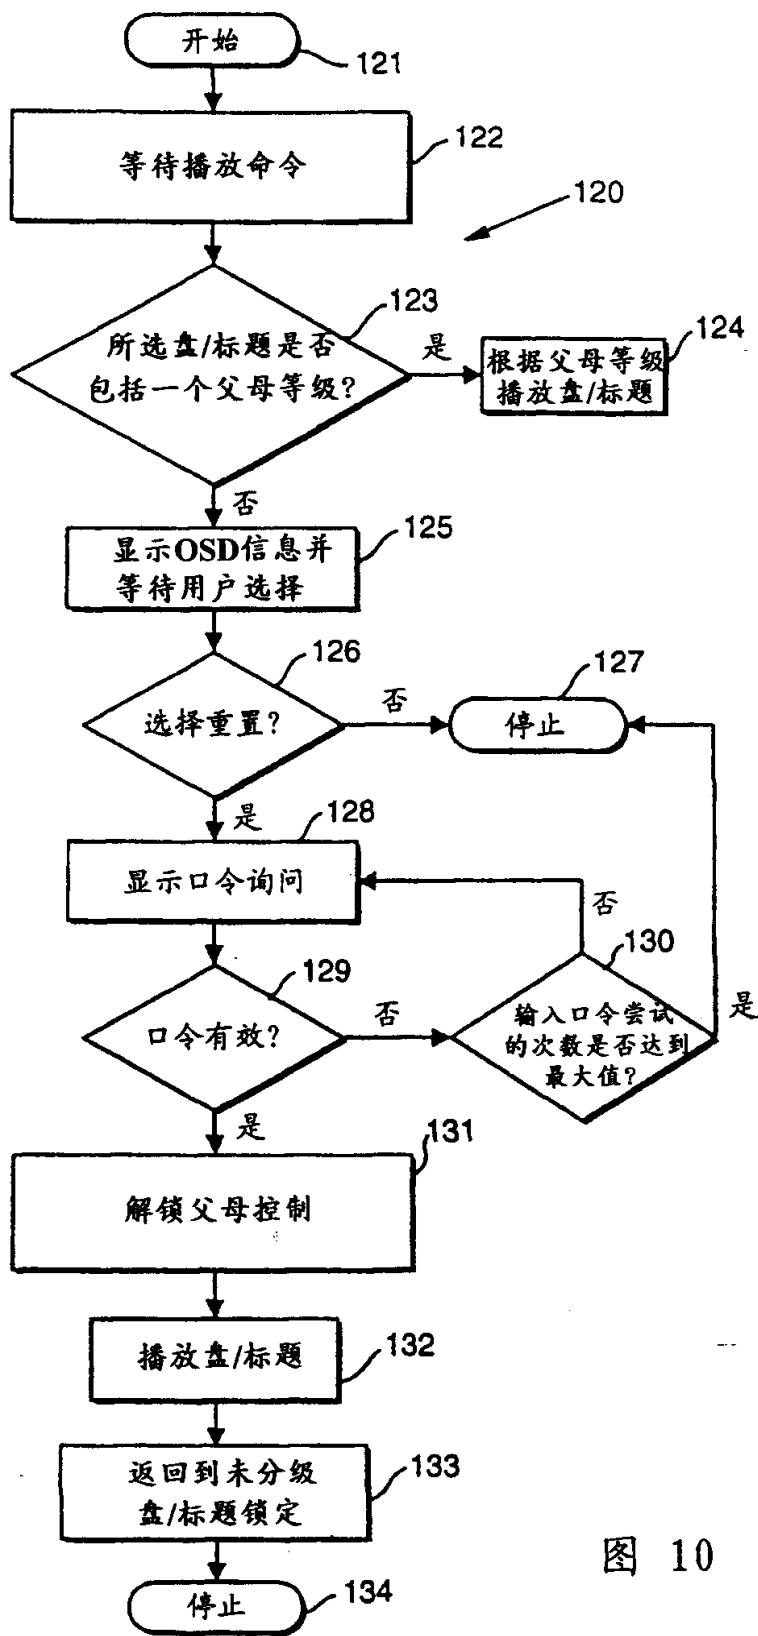 开始
121
等待播放命令
122
120
所选盘/标题是否
包括一个父母等级?
123
是
根据父母等级
播放盘/标题
124
否
显示OSD信息并
等待用户选择
125
选择重置?
126
否
停止
127
是
显示口令询问
128
否
口令有效?
129
否
输入口令尝试
的次数是否达到
最大值?
130
是
是
解锁父母控制
131
播放盘/标题
132
返回到未分级
盘/标题锁定
133
停止
134
图 10